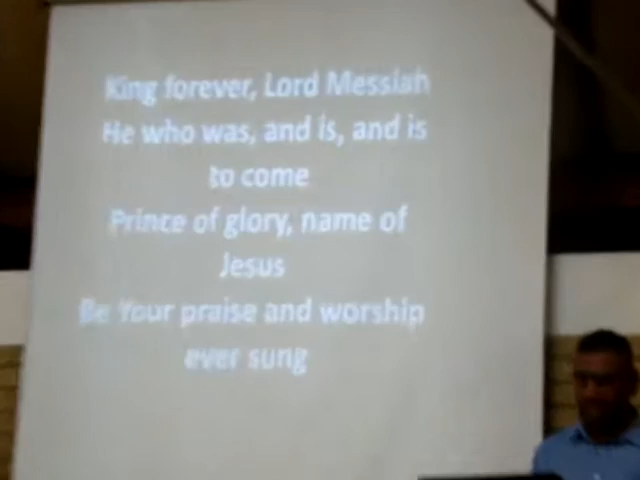 King forever, Lord Messiah
He who was, and is, and is
to come
Prince of glory, name of
Jesus
Be Your praise and worship
ever sung